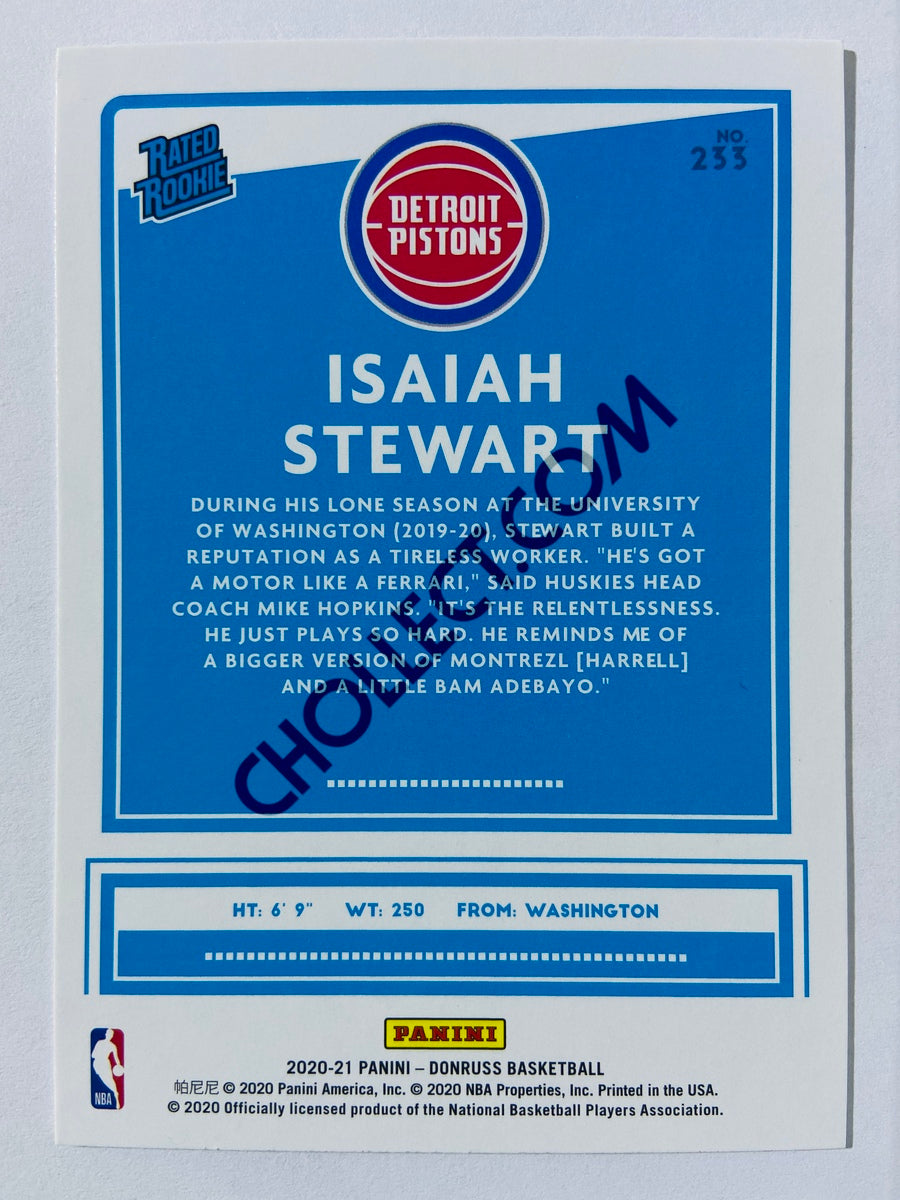 RATED
ROOKIE
NO.
233
DETROIT
PISTONS
ISAIAH
STEWART
DURING HIS LONE SEASON AT THE UNIVERSITY
OF WASHINGTON (2019-20), STEWART BUILT A
REPUTATION AS A TIRELESS WORKER. "HE'S GOT
A MOTOR LIKE A FERRARI," SAID HUSKIES HEAD
COACH MIKE HOPKINS. "IT'S THE RELENTLESSNESS.
HE JUST PLAYS SO HARD. HE REMINDS ME OF
A BIGGER VERSION OF MONTREZL [HARRELL]
AND A LITTLE BAM ADEBAYO."
CHOLLECT.COM
HT: 6' 9" WT: 250 FROM: WASHINGTON
PANINI
NBA
2020-21 PANINI – DONRUSS BASKETBALL
帕尼尼 © 2020 Panini America, Inc. © 2020 NBA Properties, Inc. Printed in the USA.
© 2020 Officially licensed product of the National Basketball Players Association.